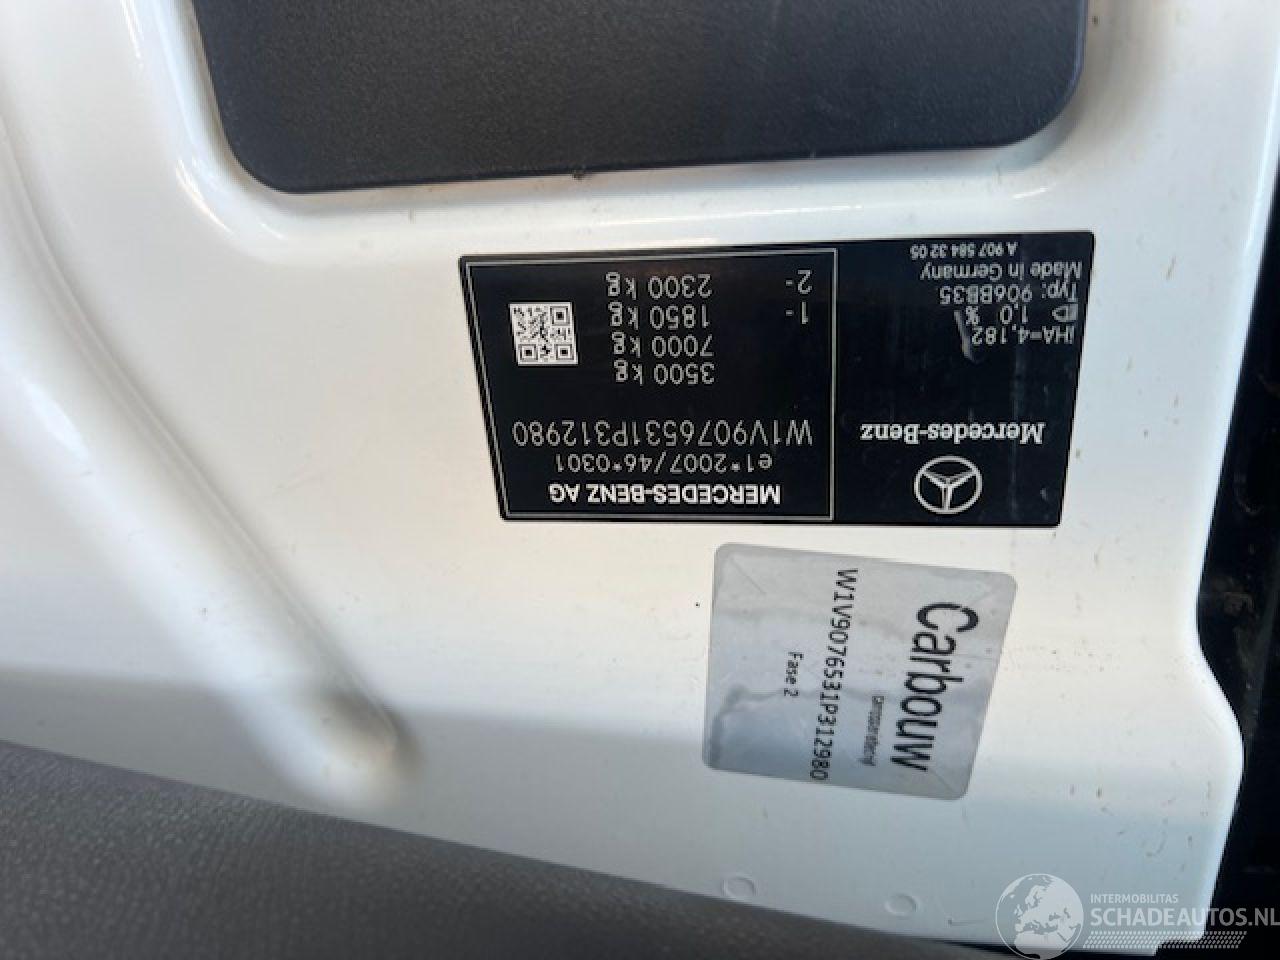 MERCEDES-BENZ AG
e1*2007/46*0301
W1V9076531P312980
3500 kg
7000 kg
1- 1850 kg
2- 2300 kg
Mercedes-Benz
iHA=4,182
1,0 %
Typ: 906BB35
Made in Germany
A 907 584 32 05
Carbouw
W1V9076531P312980
Fase 2
INTERMOBILITAS
SCHADEAUTOS.NL